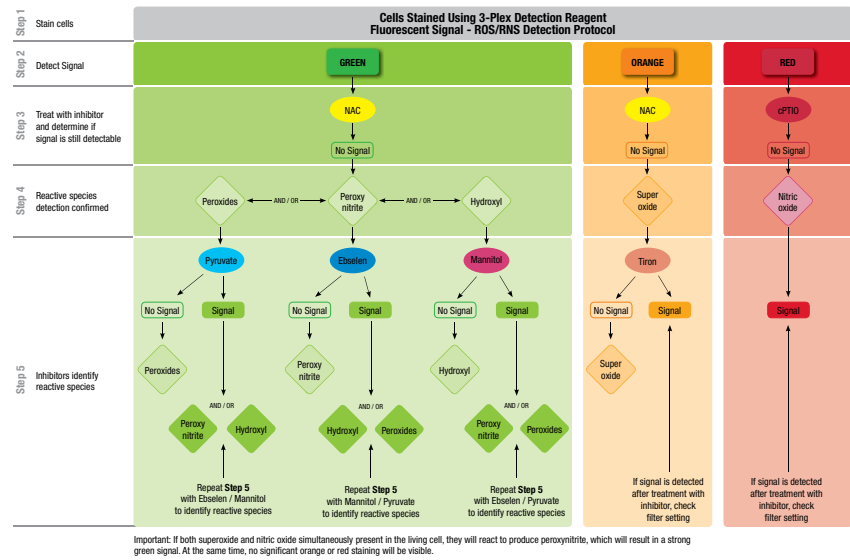 Cells Stained Using 3-Plex Detection Reagent
Fluorescent Signal - ROS/RNS Detection Protocol
Step 1
Stain cells
Step 2
Detect Signal
GREEN
ORANGE
RED
Step 3
Treat with inhibitor
and determine if
signal is still detectable
NAC
NAC
cPTIO
No Signal
No Signal
No Signal
Step 4
Reactive species
detection confirmed
Peroxides
AND / OR
Peroxy
nitrite
AND / OR
Hydroxyl
Super
oxide
Nitric
oxide
Step 5
Inhibitors identify
reactive species
Pyruvate
Ebselen
Mannitol
Tiron
No Signal
Signal
No Signal
Signal
No Signal
Signal
No Signal
Signal
Signal
Peroxides
Peroxy
nitrite
Hydroxyl
Super
oxide
AND / OR
AND / OR
AND / OR
Peroxy
nitrite
Hydroxyl
Hydroxyl
Peroxides
Peroxy
nitrite
Peroxides
Repeat Step 5
with Ebselen / Mannitol
to identify reactive species
Repeat Step 5
with Mannitol / Pyruvate
to identify reactive species
Repeat Step 5
with Ebselen / Pyruvate
to identify reactive species
If signal is detected
after treatment with
inhibitor, check
filter setting
If signal is detected
after treatment with
inhibitor, check
filter setting
Important: If both superoxide and nitric oxide simultaneously present in the living cell, they will react to produce peroxynitrite, which will result in a strong
green signal. At the same time, no significant orange or red staining will be visible.